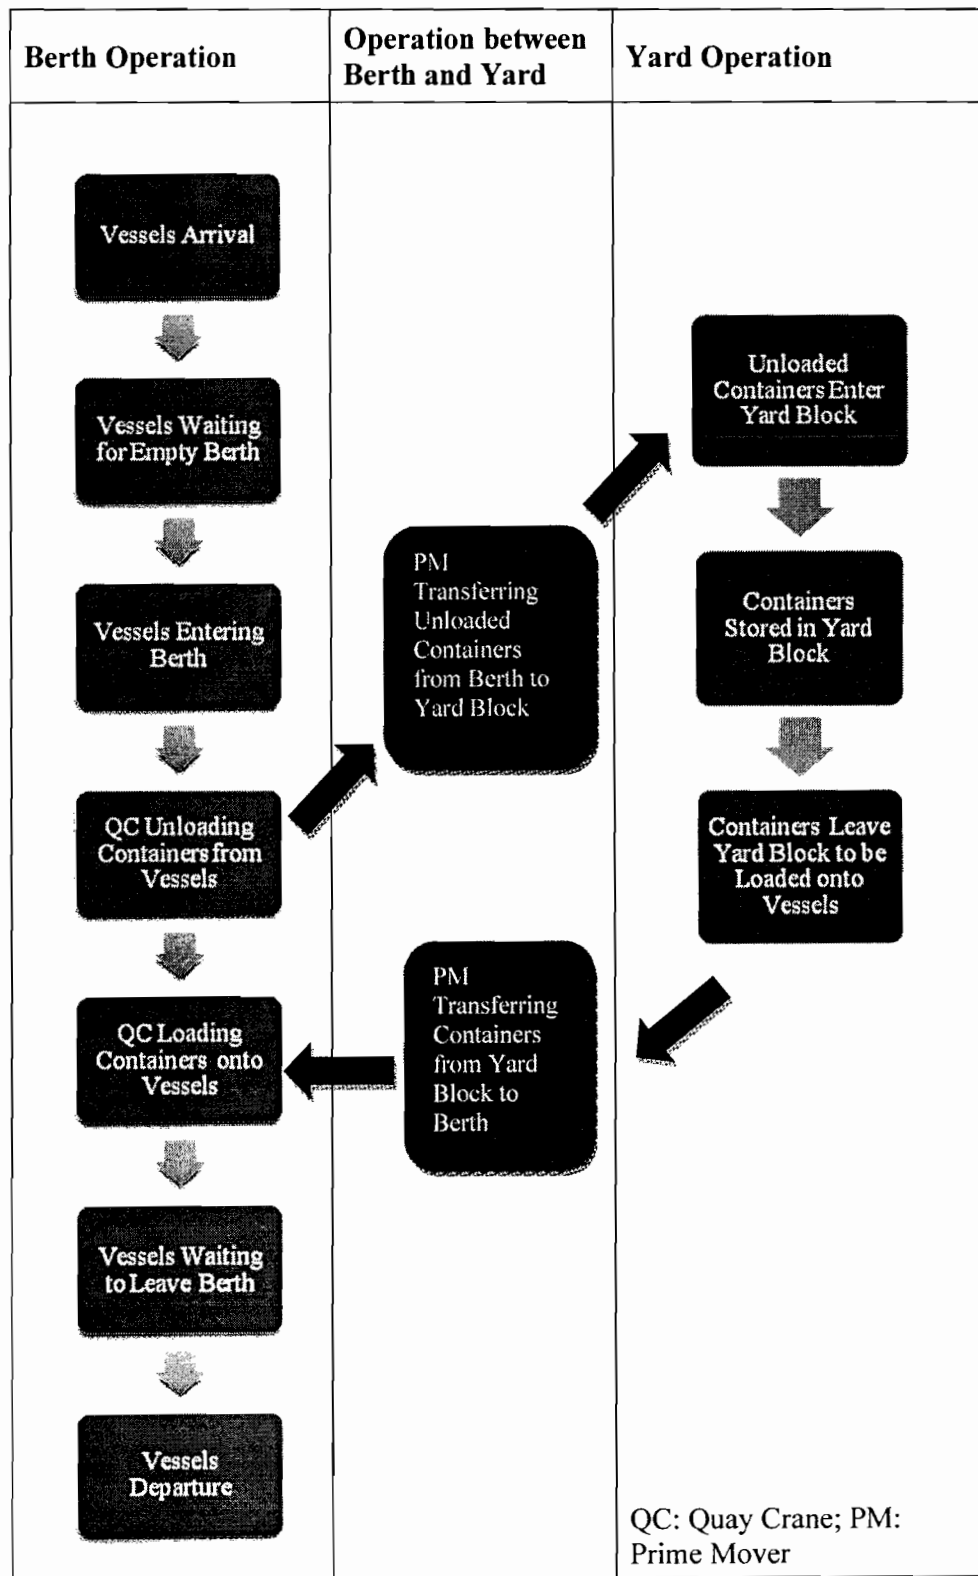 Berth Operation
Operation between
Berth and Yard
Yard Operation
Vessels Arrival
Vessels Waiting
for Empty Berth
Vessels Entering
Berth
QC Unloading
Containers from
Vessels
QC Loading
Containers onto
Vessels
Vessels Waiting
to Leave Berth
Vessels
Departure
PM
Transferring
Unloaded
Containers
from Berth to
Yard Block
PM
Transferring
Containers
from Yard
Block to
Berth
Unloaded
Containers Enter
Yard Block
Containers
Stored in Yard
Block
Containers Leave
Yard Block to be
Loaded onto
Vessels
QC: Quay Crane; PM:
Prime Mover